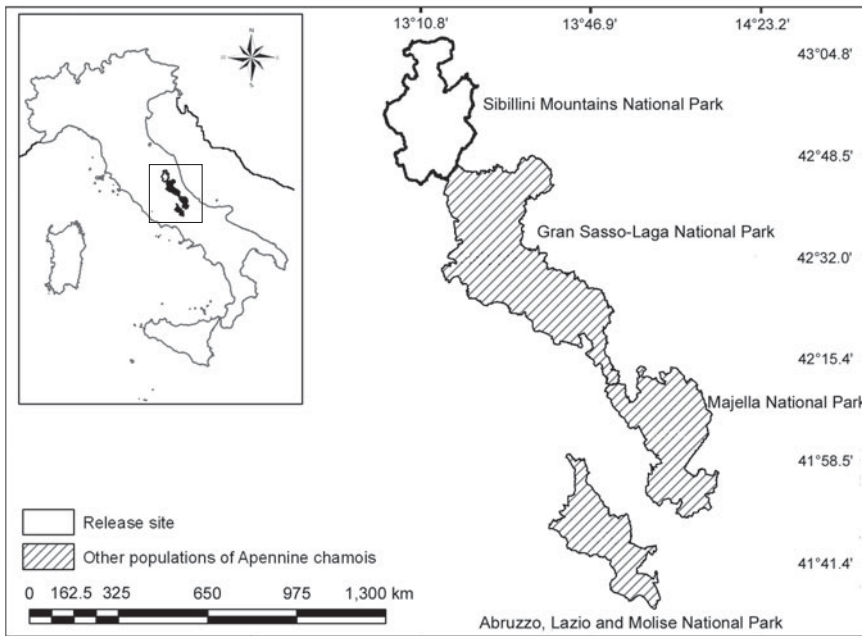 13°10.8'
13°46.9'
14°23.2'
43°04.8'
Sibillini Mountains National Park
42°48.5'
Gran Sasso-Laga National Park
42°32.0'
42°15.4'
Majella National Park
41°58.5'
Release site
Other populations of Apennine chamois
41°41.4'
0 162.5 325 650 975 1,300 km
Abruzzo, Lazio and Molise National Park